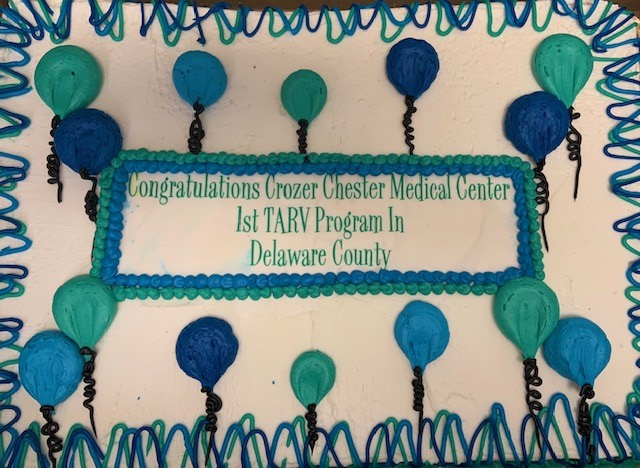 Congratulations Crozer Chester Medical Center
1st TARV Program In
Delaware County